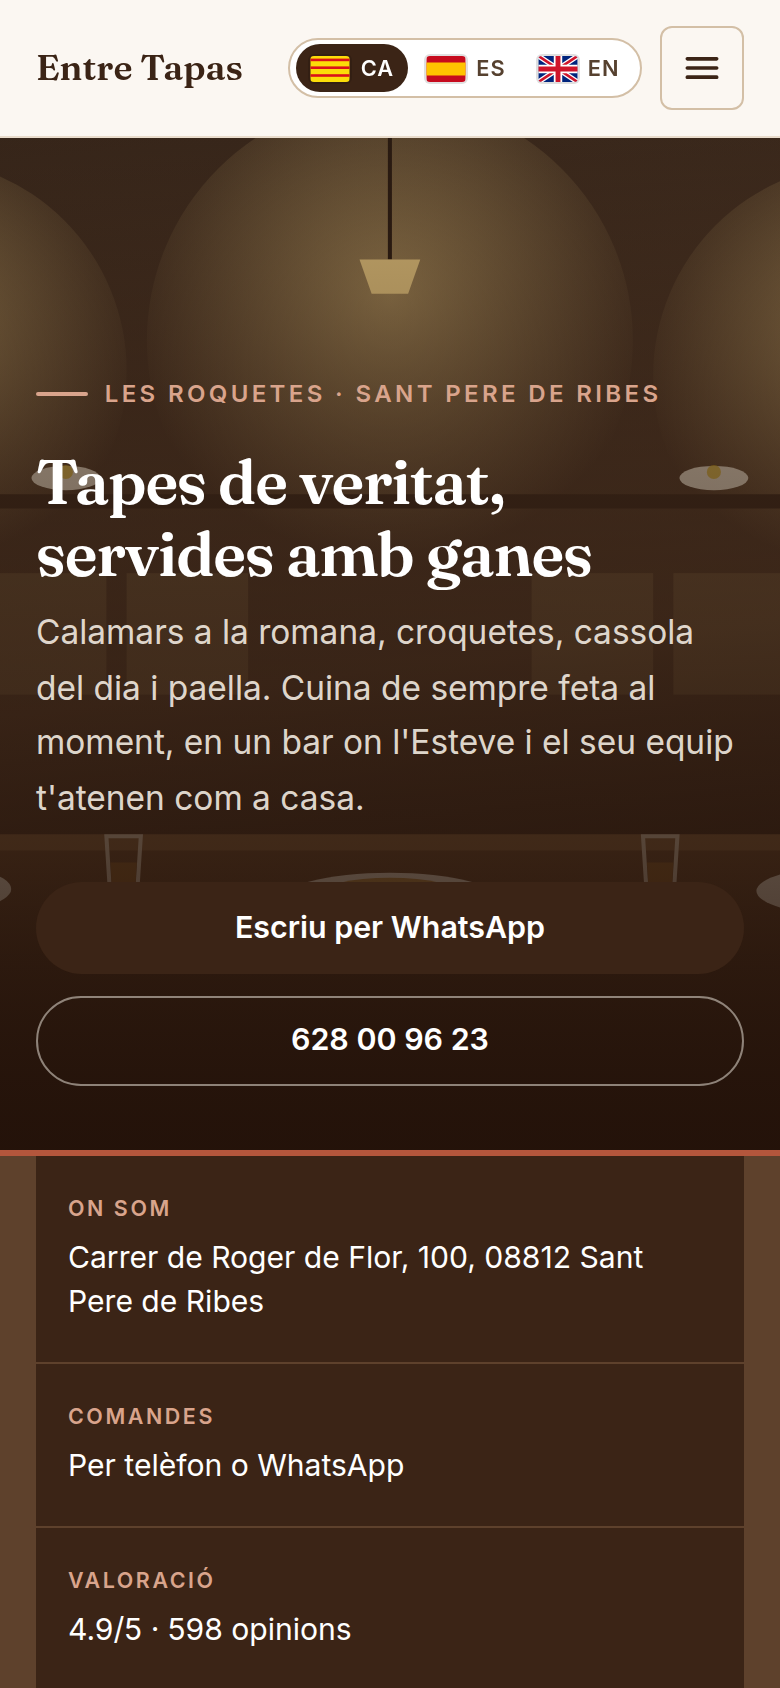 Entre Tapas
CA
ES
EN
LES ROQUETES · SANT PERE DE RIBES
Tapes de veritat,
servides amb ganes
Calamars a la romana, croquetes, cassola
del dia i paella. Cuina de sempre feta al
moment, en un bar on l'Esteve i el seu equip
t'atenen com a casa.
Escriu per WhatsApp
628 00 96 23
ON SOM
Carrer de Roger de Flor, 100, 08812 Sant
Pere de Ribes
COMANDES
Per telèfon o WhatsApp
VALORACIÓ
4.9/5 · 598 opinions